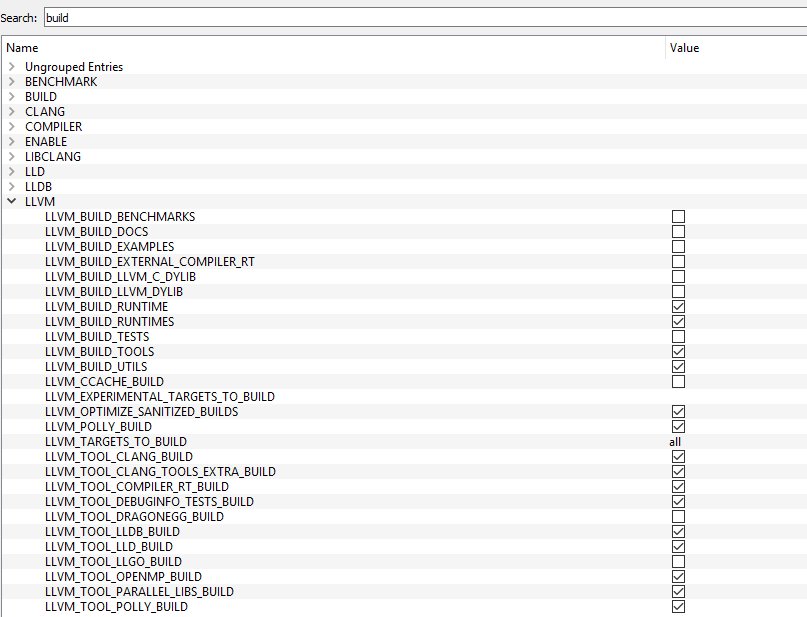 Search: build
Name Value
Ungrouped Entries
BENCHMARK
BUILD
CLANG
COMPILER
ENABLE
LIBCLANG
LLD
LLDB
LLVM
LLVM_BUILD_BENCHMARKS
LLVM_BUILD_DOCS
LLVM_BUILD_EXAMPLES
LLVM_BUILD_EXTERNAL_COMPILER_RT
LLVM_BUILD_LLVM_C_DYLIB
LLVM_BUILD_LLVM_DYLIB
LLVM_BUILD_RUNTIME
LLVM_BUILD_RUNTIMES
LLVM_BUILD_TESTS
LLVM_BUILD_TOOLS
LLVM_BUILD_UTILS
LLVM_CCACHE_BUILD
LLVM_EXPERIMENTAL_TARGETS_TO_BUILD
LLVM_OPTIMIZE_SANITIZED_BUILDS
LLVM_POLLY_BUILD
LLVM_TARGETS_TO_BUILD all
LLVM_TOOL_CLANG_BUILD
LLVM_TOOL_CLANG_TOOLS_EXTRA_BUILD
LLVM_TOOL_COMPILER_RT_BUILD
LLVM_TOOL_DEBUGINFO_TESTS_BUILD
LLVM_TOOL_DRAGONEGG_BUILD
LLVM_TOOL_LLDB_BUILD
LLVM_TOOL_LLD_BUILD
LLVM_TOOL_LLGO_BUILD
LLVM_TOOL_OPENMP_BUILD
LLVM_TOOL_PARALLEL_LIBS_BUILD
LLVM_TOOL_POLLY_BUILD